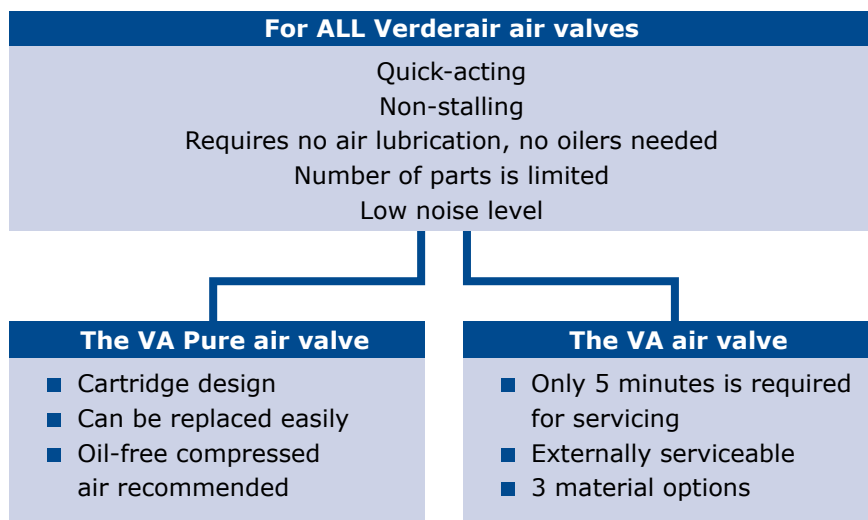 For ALL Verderair air valves
Quick-acting
Non-stalling
Requires no air lubrication, no oilers needed
Number of parts is limited
Low noise level
The VA Pure air valve
Cartridge design
Can be replaced easily
Oil-free compressed
air recommended
The VA air valve
Only 5 minutes is required
for servicing
Externally serviceable
3 material options